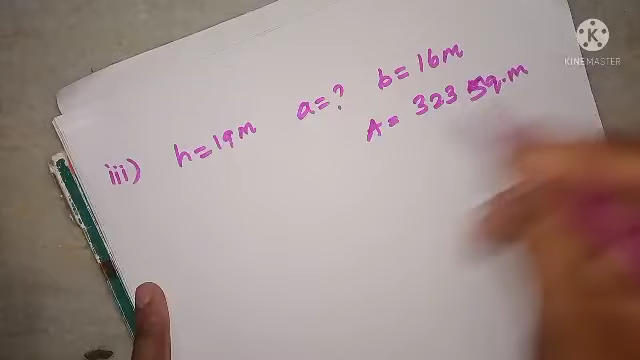 iii) h=19m a=? b=16m
A= 323 Sq.m
K
KINEMASTER